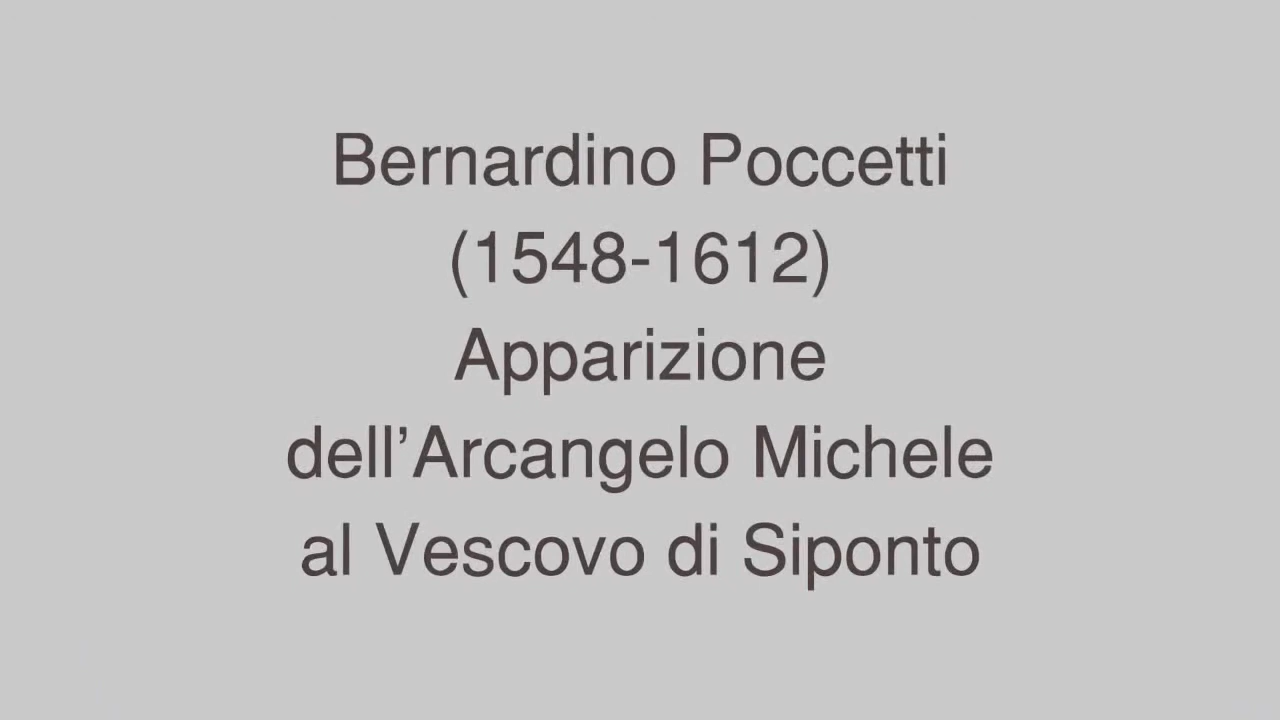 Bernardino Poccetti
(1548-1612)
Apparizione
dell’Arcangelo Michele
al Vescovo di Siponto